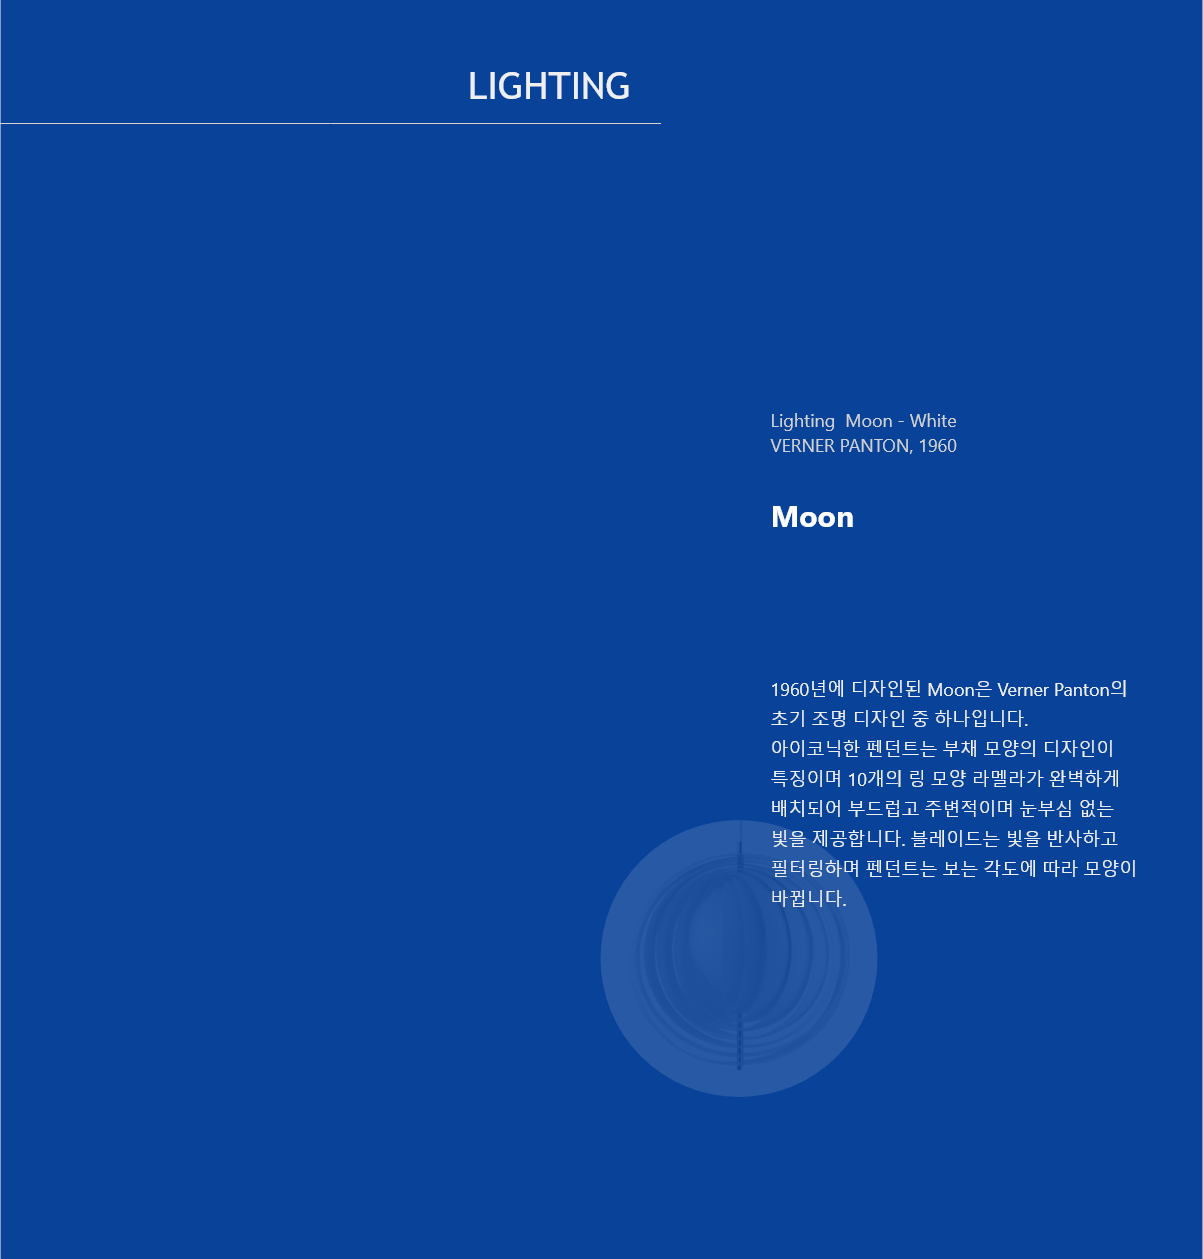 LIGHTING
Lighting  Moon - White
VERNER PANTON, 1960
Moon
1960년에 디자인된 Moon은 Verner Panton의
초기 조명 디자인 중 하나입니다.
아이코닉한 펜던트는 부채 모양의 디자인이
특징이며 10개의 링 모양 라멜라가 완벽하게
배치되어 부드럽고 주변적이며 눈부심 없는
빛을 제공합니다. 블레이드는 빛을 반사하고
필터링하며 펜던트는 보는 각도에 따라 모양이
바뀝니다.